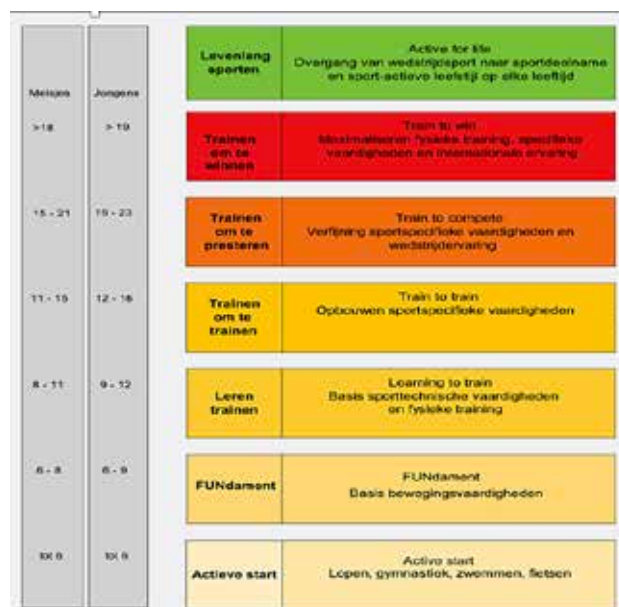 Levenlang
sporten
Active for life
Overgang van wedstrijdsport naar sportdeelname
en sport-actieve leefstijl op elke leeftijd
Meisjes
Jongens
>18
> 19
Trainen
om te
winnen
Train to win
Maximaliseren fysieke training, specifieke
vaardigheden en internationale ervaring
15 - 21
Trainen
om te
presteren
Train to compete
Verfijning sportspecifieke vaardigheden en
wedstrijdervaring
11 - 15
12 - 16
Trainen
om te
trainen
Train to train
Opbouwen sportspecifieke vaardigheden
8 - 11
9 - 12
Leren
trainen
Learning to train
Basis sporttechnische vaardigheden
en fysieke training
6 - 8
6 - 9
FUNdament
FUNdament
Basis bewegingsvaardigheden
tot 6
tot 6
Actieve start
Active start
Lopen, gymnastiek, zwemmen, fietsen